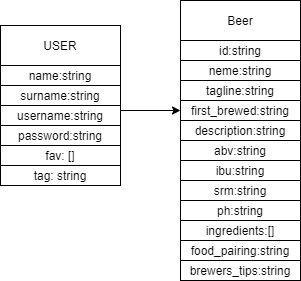 USER
name:string
surname:string
username:string
password:string
fav: []
tag: string
Beer
id:string
neme:string
tagline:string
first_brewed:string
description:string
abv:string
ibu:string
srm:string
ph:string
ingredients:[]
food_pairing:string
brewers_tips:string